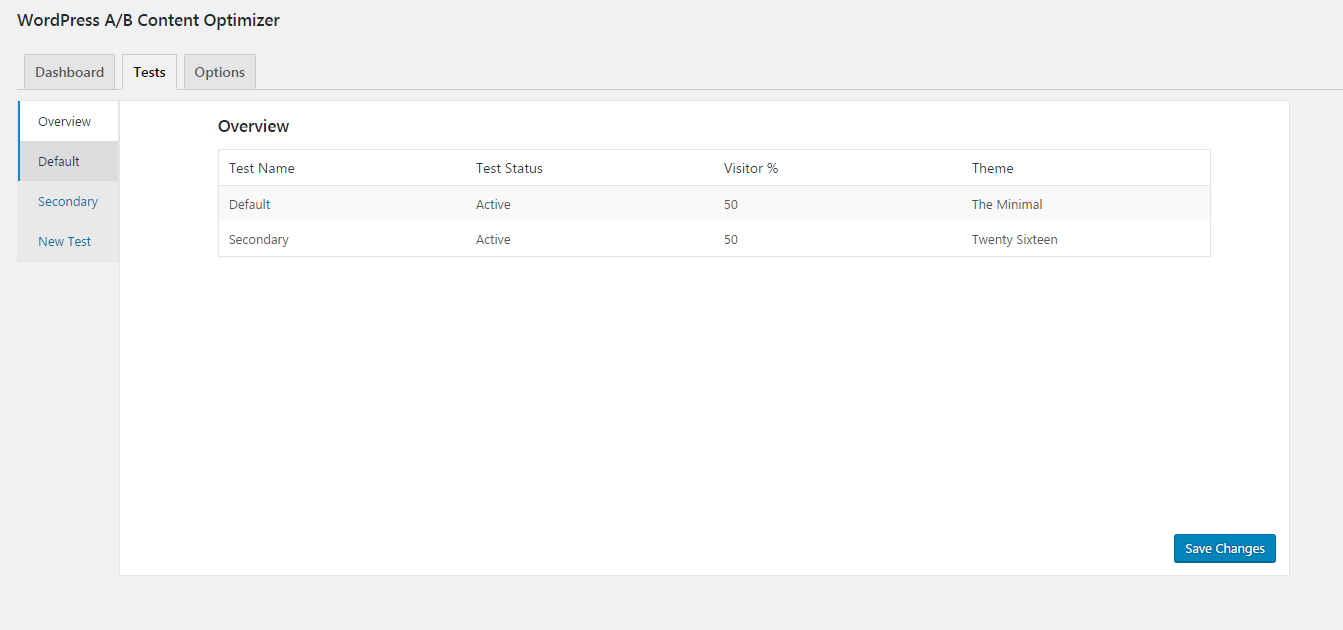 WordPress A/B Content Optimizer
Dashboard Tests Options
Overview
Default
Secondary
New Test
Overview
Test Name Test Status Visitor % Theme
Default Active 50 The Minimal
Secondary Active 50 Twenty Sixteen
Save Changes